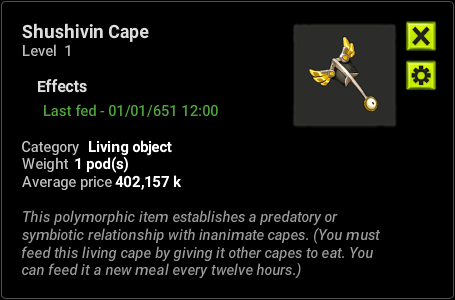 Shushivin Cape
Level 1
Effects
Last fed - 01/01/651 12:00
Category Living object
Weight 1 pod(s)
Average price 402,157 k
This polymorphic item establishes a predatory or
symbiotic relationship with inanimate capes. (You must
feed this living cape by giving it other capes to eat. You
can feed it a new meal every twelve hours.)